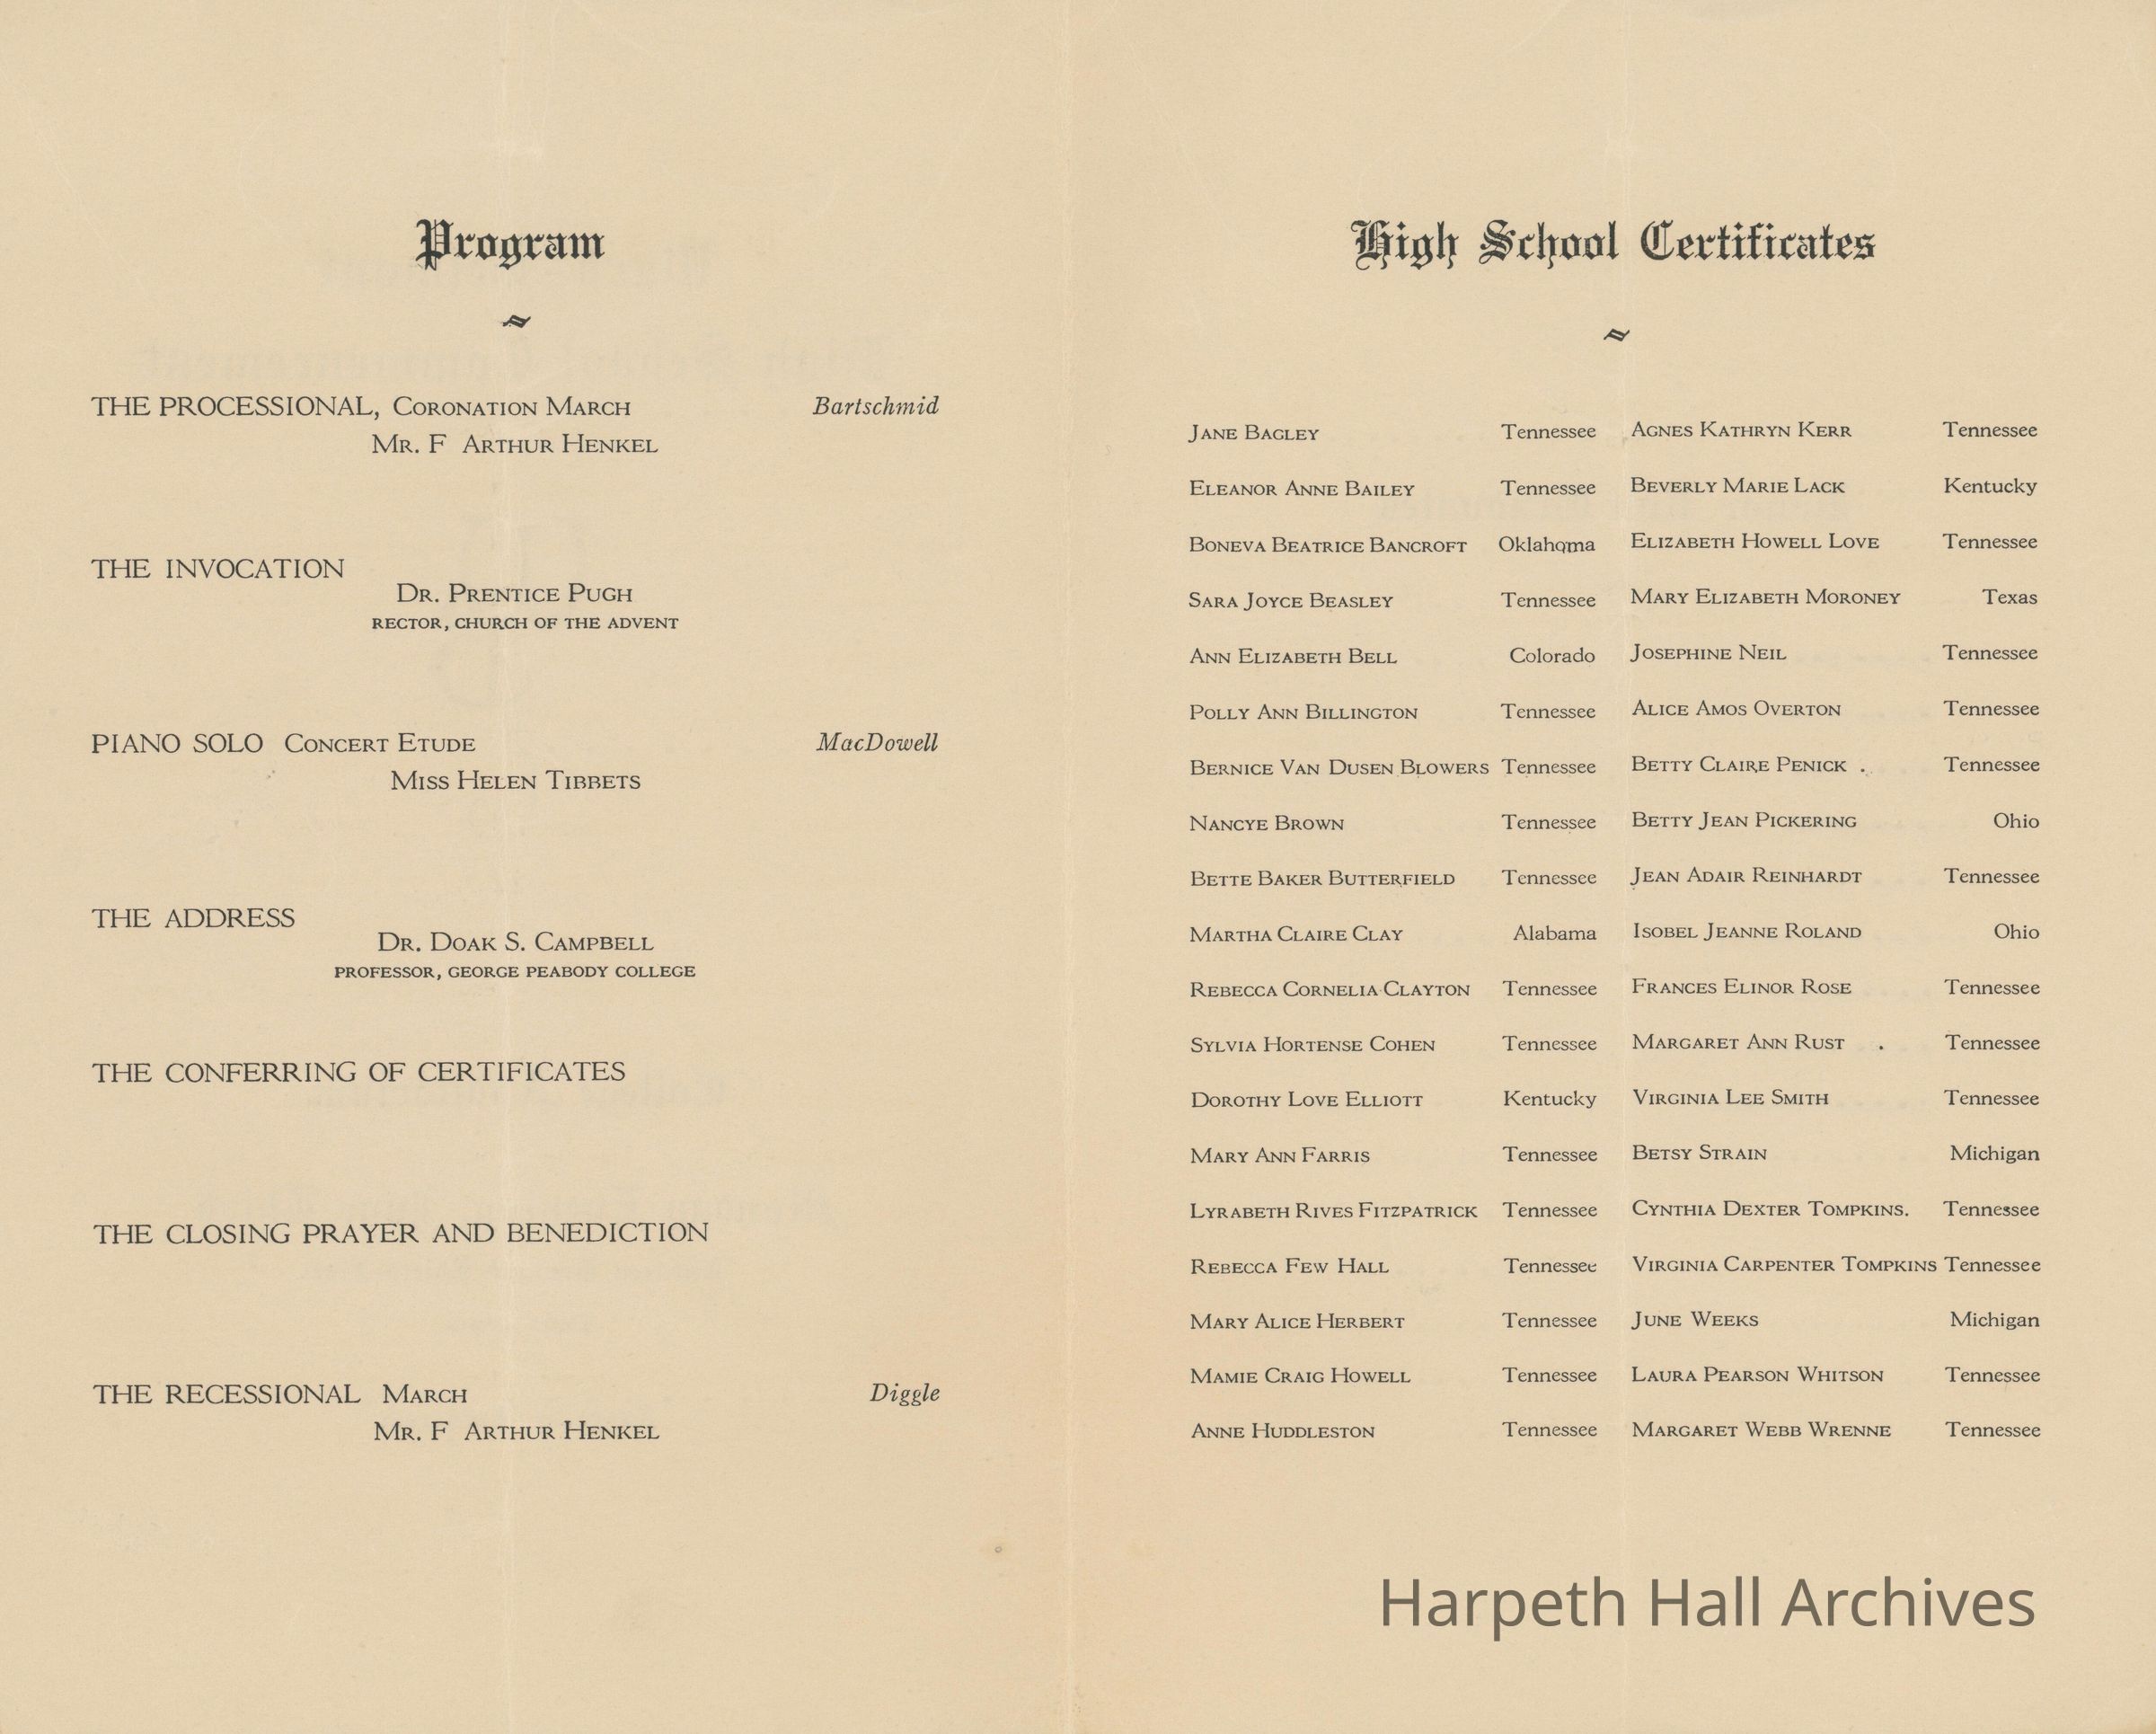 Program
THE PROCESSIONAL, CORONATION MARCH Bartschmid
MR. F ARTHUR HENKEL
THE INVOCATION
DR. PRENTICE PUGH
RECTOR, CHURCH OF THE ADVENT
PIANO SOLO CONCERT ETUDE MacDowell
MISS HELEN TIBBETS
THE ADDRESS
DR. DOAK S. CAMPBELL
PROFESSOR, GEORGE PEABODY COLLEGE
THE CONFERRING OF CERTIFICATES
THE CLOSING PRAYER AND BENEDICTION
THE RECESSIONAL MARCH Diggle
MR. F ARTHUR HENKEL
High School Certificates
JANE BAGLEY Tennessee
ELEANOR ANNE BAILEY Tennessee
BONEVA BEATRICE BANCROFT Oklahoma
SARA JOYCE BEASLEY Tennessee
ANN ELIZABETH BELL Colorado
POLLY ANN BILLINGTON Tennessee
BERNICE VAN DUSEN BLOWERS Tennessee
NANCYE BROWN Tennessee
BETTE BAKER BUTTERFIELD Tennessee
MARTHA CLAIRE CLAY Alabama
REBECCA CORNELIA CLAYTON Tennessee
SYLVIA HORTENSE COHEN Tennessee
DOROTHY LOVE ELLIOTT Kentucky
MARY ANN FARRIS Tennessee
LYRABETH RIVES FITZPATRICK Tennessee
REBECCA FEW HALL Tennessee
MARY ALICE HERBERT Tennessee
MAMIE CRAIG HOWELL Tennessee
ANNE HUDDLESTON Tennessee
AGNES KATHRYN KERR Tennessee
BEVERLY MARIE LACK Kentucky
ELIZABETH HOWELL LOVE Tennessee
MARY ELIZABETH MORONEY Texas
JOSEPHINE NEIL Tennessee
ALICE AMOS OVERTON Tennessee
BETTY CLAIRE PENICK . Tennessee
BETTY JEAN PICKERING Ohio
JEAN ADAIR REINHARDT Tennessee
ISOBEL JEANNE ROLAND Ohio
FRANCES ELINOR ROSE Tennessee
MARGARET ANN RUST . Tennessee
VIRGINIA LEE SMITH Tennessee
BETSY STRAIN Michigan
CYNTHIA DEXTER TOMPKINS. Tennessee
VIRGINIA CARPENTER TOMPKINS Tennessee
JUNE WEEKS Michigan
LAURA PEARSON WHITSON Tennessee
MARGARET WEBB WRENNE Tennessee
Harpeth Hall Archives